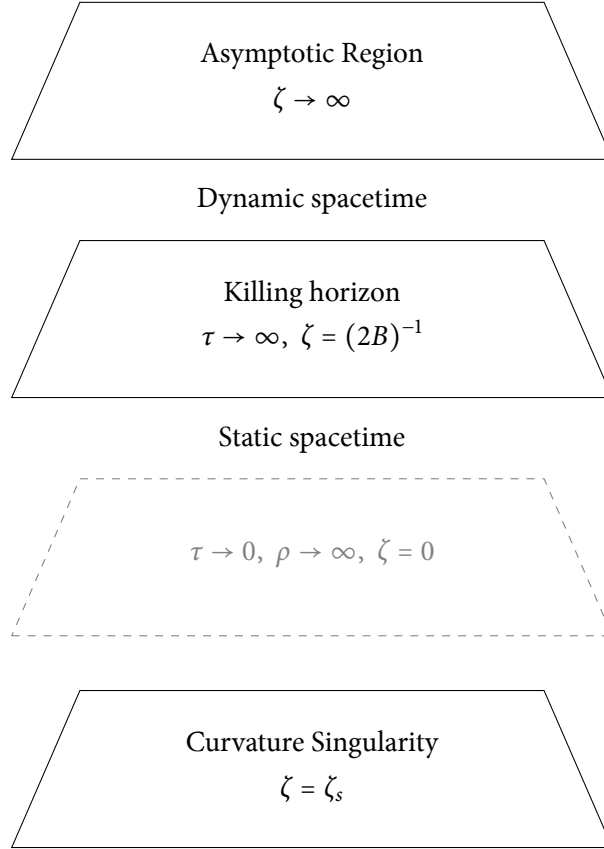 Asymptotic Region
ζ → ∞
Dynamic spacetime
Killing horizon
τ → ∞, ζ = (2B)⁻¹
Static spacetime
τ → 0, ρ → ∞, ζ = 0
Curvature Singularity
ζ = ζₛ